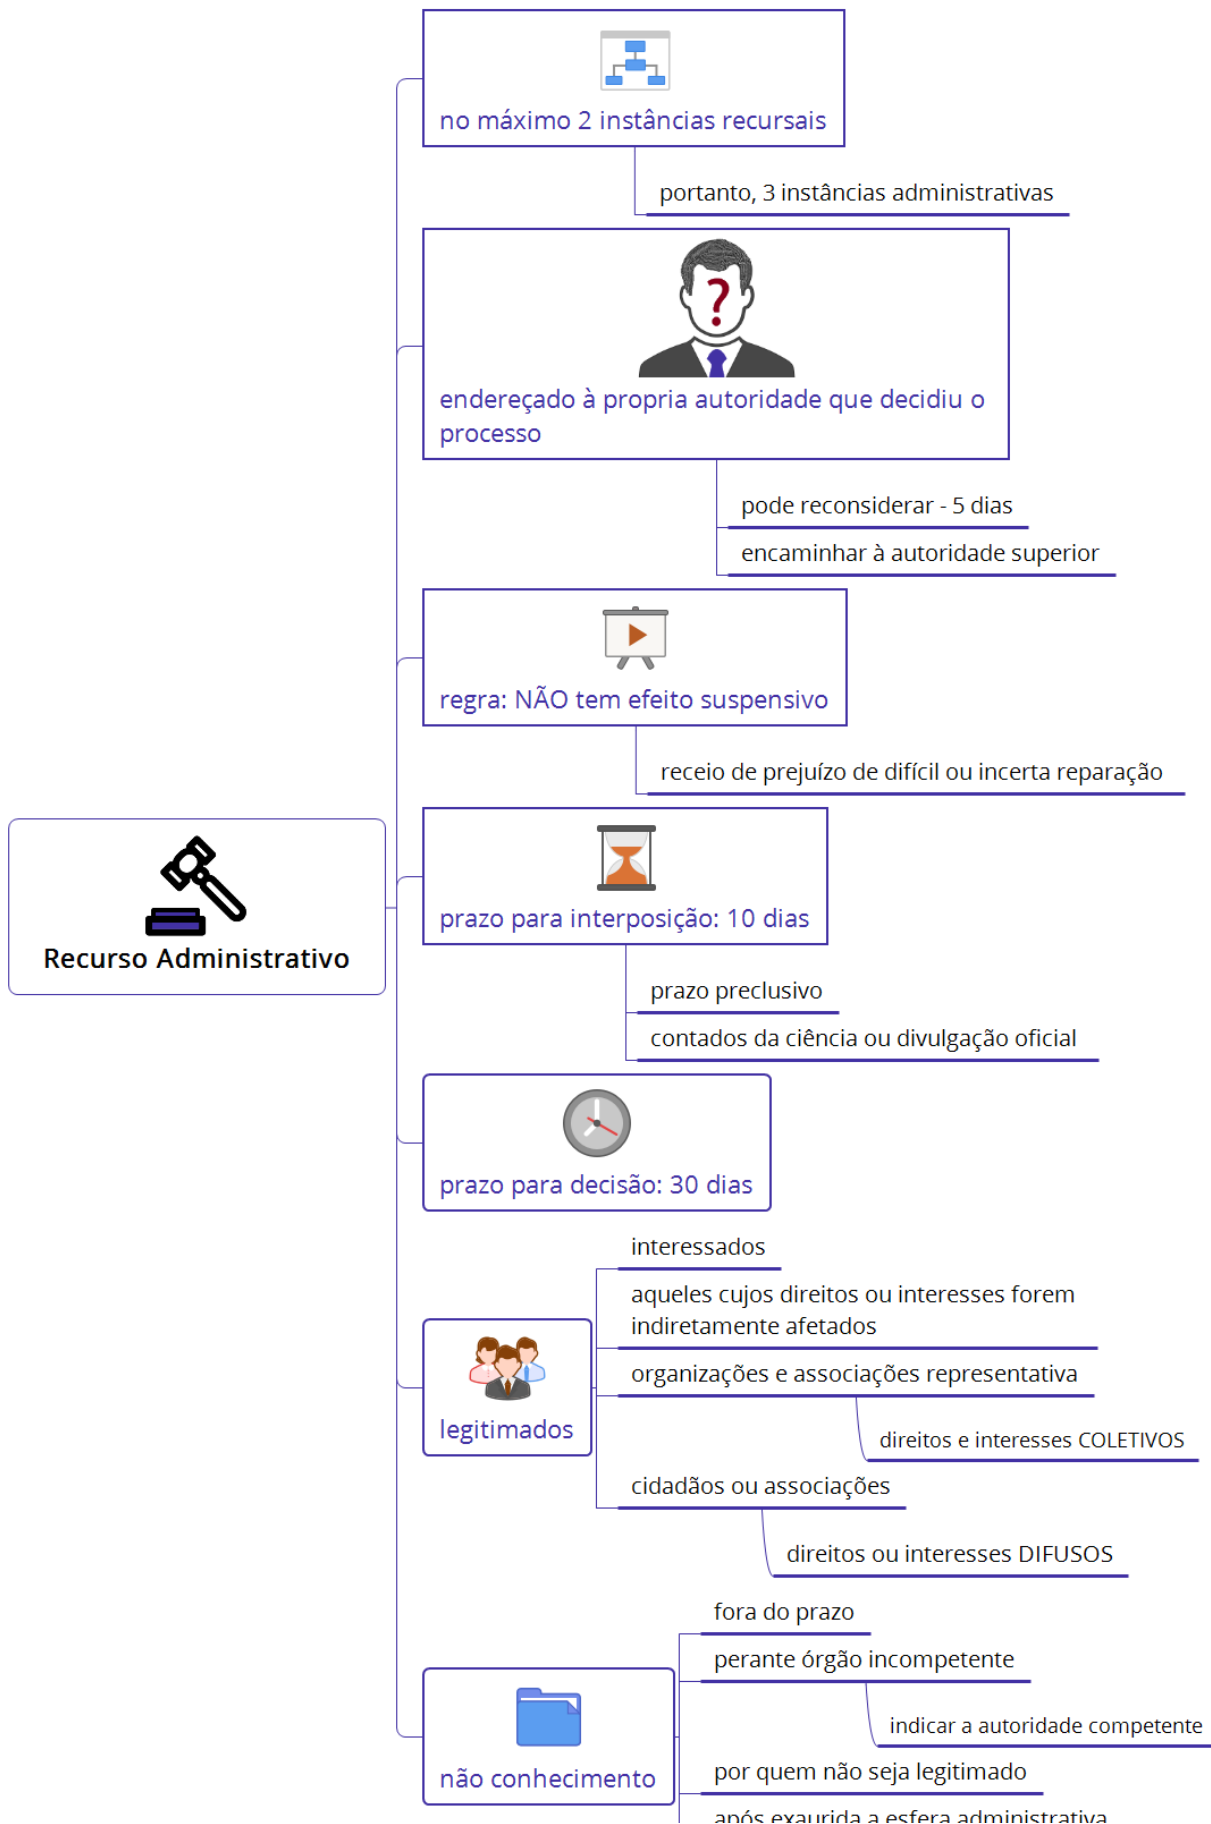 no máximo 2 instâncias recursais
portanto, 3 instâncias administrativas
?
endereçado à propria autoridade que decidiu o
processo
pode reconsiderar - 5 dias
encaminhar à autoridade superior
regra: NÃO tem efeito suspensivo
receio de prejuízo de difícil ou incerta reparação
Recurso Administrativo
prazo para interposição: 10 dias
prazo preclusivo
contados da ciência ou divulgação oficial
prazo para decisão: 30 dias
legitimados
interessados
aqueles cujos direitos ou interesses forem
indiretamente afetados
organizações e associações representativa
direitos e interesses COLETIVOS
cidadãos ou associações
direitos ou interesses DIFUSOS
não conhecimento
fora do prazo
perante órgão incompetente
indicar a autoridade competente
por quem não seja legitimado
após exaurida a esfera administrativa